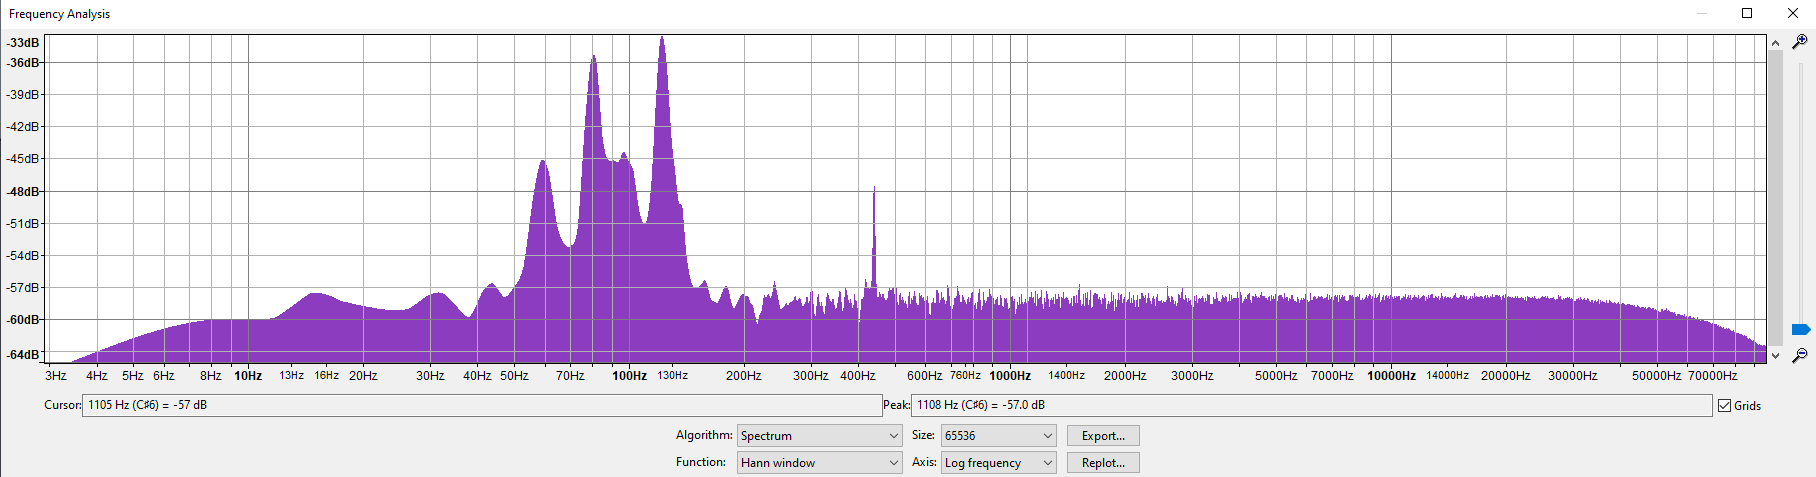 Frequency Analysis
-33dB
-36dB
-39dB
-42dB
-45dB
-48dB
-51dB
-54dB
-57dB
-60dB
-64dB
3Hz 4Hz 5Hz 6Hz 8Hz 10Hz 13Hz 16Hz 20Hz 30Hz 40Hz 50Hz 70Hz 100Hz 130Hz 200Hz 300Hz 400Hz 600Hz 760Hz 1000Hz 1400Hz 2000Hz 3000Hz 5000Hz 7000Hz 10000Hz 14000Hz 20000Hz 30000Hz 50000Hz 70000Hz
Cursor: 1105 Hz (C♯6) = -57 dB Peak: 1108 Hz (C♯6) = -57.0 dB Grids
Algorithm: Spectrum Size: 65536 Export...
Function: Hann window Axis: Log frequency Replot...